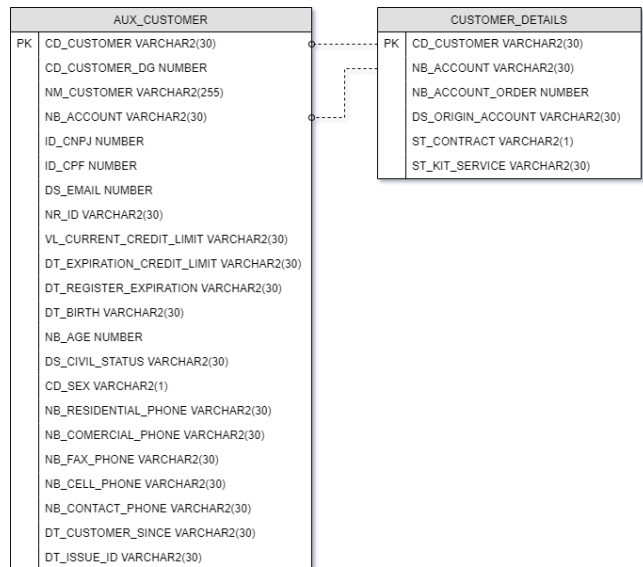 AUX_CUSTOMER
PK CD_CUSTOMER VARCHAR2(30)
CD_CUSTOMER_DG NUMBER
NM_CUSTOMER VARCHAR2(255)
NB_ACCOUNT VARCHAR2(30)
ID_CNPJ NUMBER
ID_CPF NUMBER
DS_EMAIL NUMBER
NR_ID VARCHAR2(30)
VL_CURRENT_CREDIT_LIMIT VARCHAR2(30)
DT_EXPIRATION_CREDIT_LIMIT VARCHAR2(30)
DT_REGISTER_EXPIRATION VARCHAR2(30)
DT_BIRTH VARCHAR2(30)
NB_AGE NUMBER
DS_CIVIL_STATUS VARCHAR2(30)
CD_SEX VARCHAR2(1)
NB_RESIDENTIAL_PHONE VARCHAR2(30)
NB_COMERCIAL_PHONE VARCHAR2(30)
NB_FAX_PHONE VARCHAR2(30)
NB_CELL_PHONE VARCHAR2(30)
NB_CONTACT_PHONE VARCHAR2(30)
DT_CUSTOMER_SINCE VARCHAR2(30)
DT_ISSUE_ID VARCHAR2(30)
CUSTOMER_DETAILS
PK CD_CUSTOMER VARCHAR2(30)
NB_ACCOUNT VARCHAR2(30)
NB_ACCOUNT_ORDER NUMBER
DS_ORIGIN_ACCOUNT VARCHAR2(30)
ST_CONTRACT VARCHAR2(1)
ST_KIT_SERVICE VARCHAR2(30)